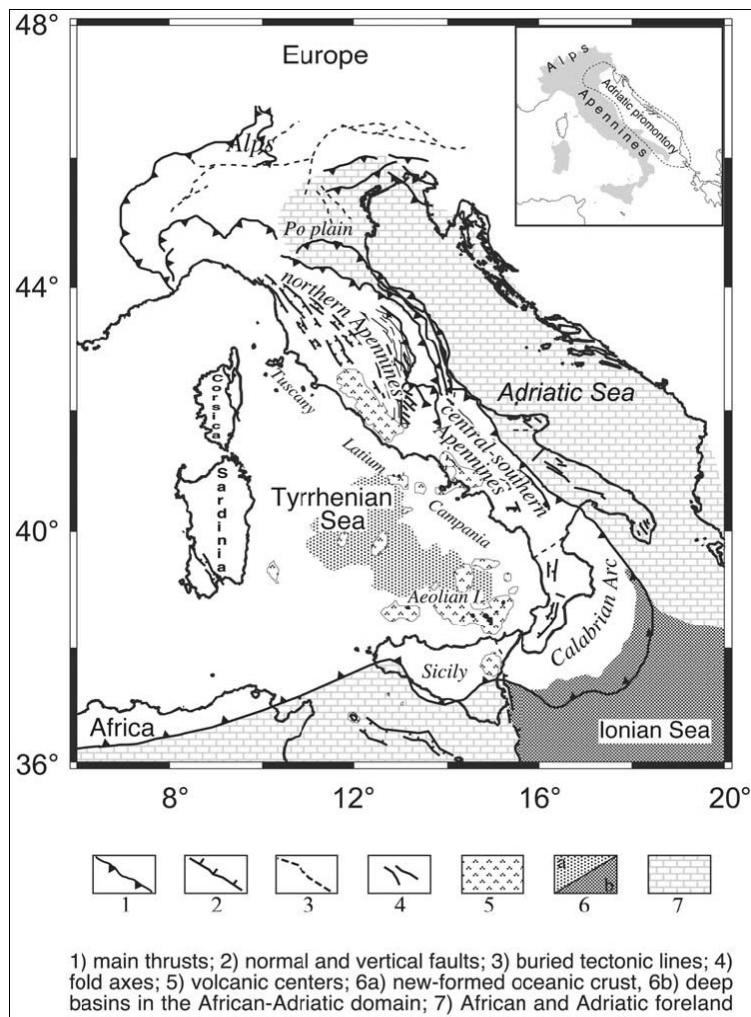 48°
Europe
Alps
Apennines
Adriatic promontory
Alps
Po plain
44°
northern Apennines
Adriatic Sea
Corsica
Tuscany
central-southern
Apennines
Latium
Sardinia
Tyrrhenian
Sea
Campania
40°
Aeolian I.
Calabrian Arc
Sicily
Africa
Ionian Sea
36°
8° 12° 16° 20°
a
b
1 2 3 4 5 6 7
1) main thrusts; 2) normal and vertical faults; 3) buried tectonic lines; 4)
fold axes; 5) volcanic centers; 6a) new-formed oceanic crust, 6b) deep
basins in the African-Adriatic domain; 7) African and Adriatic foreland